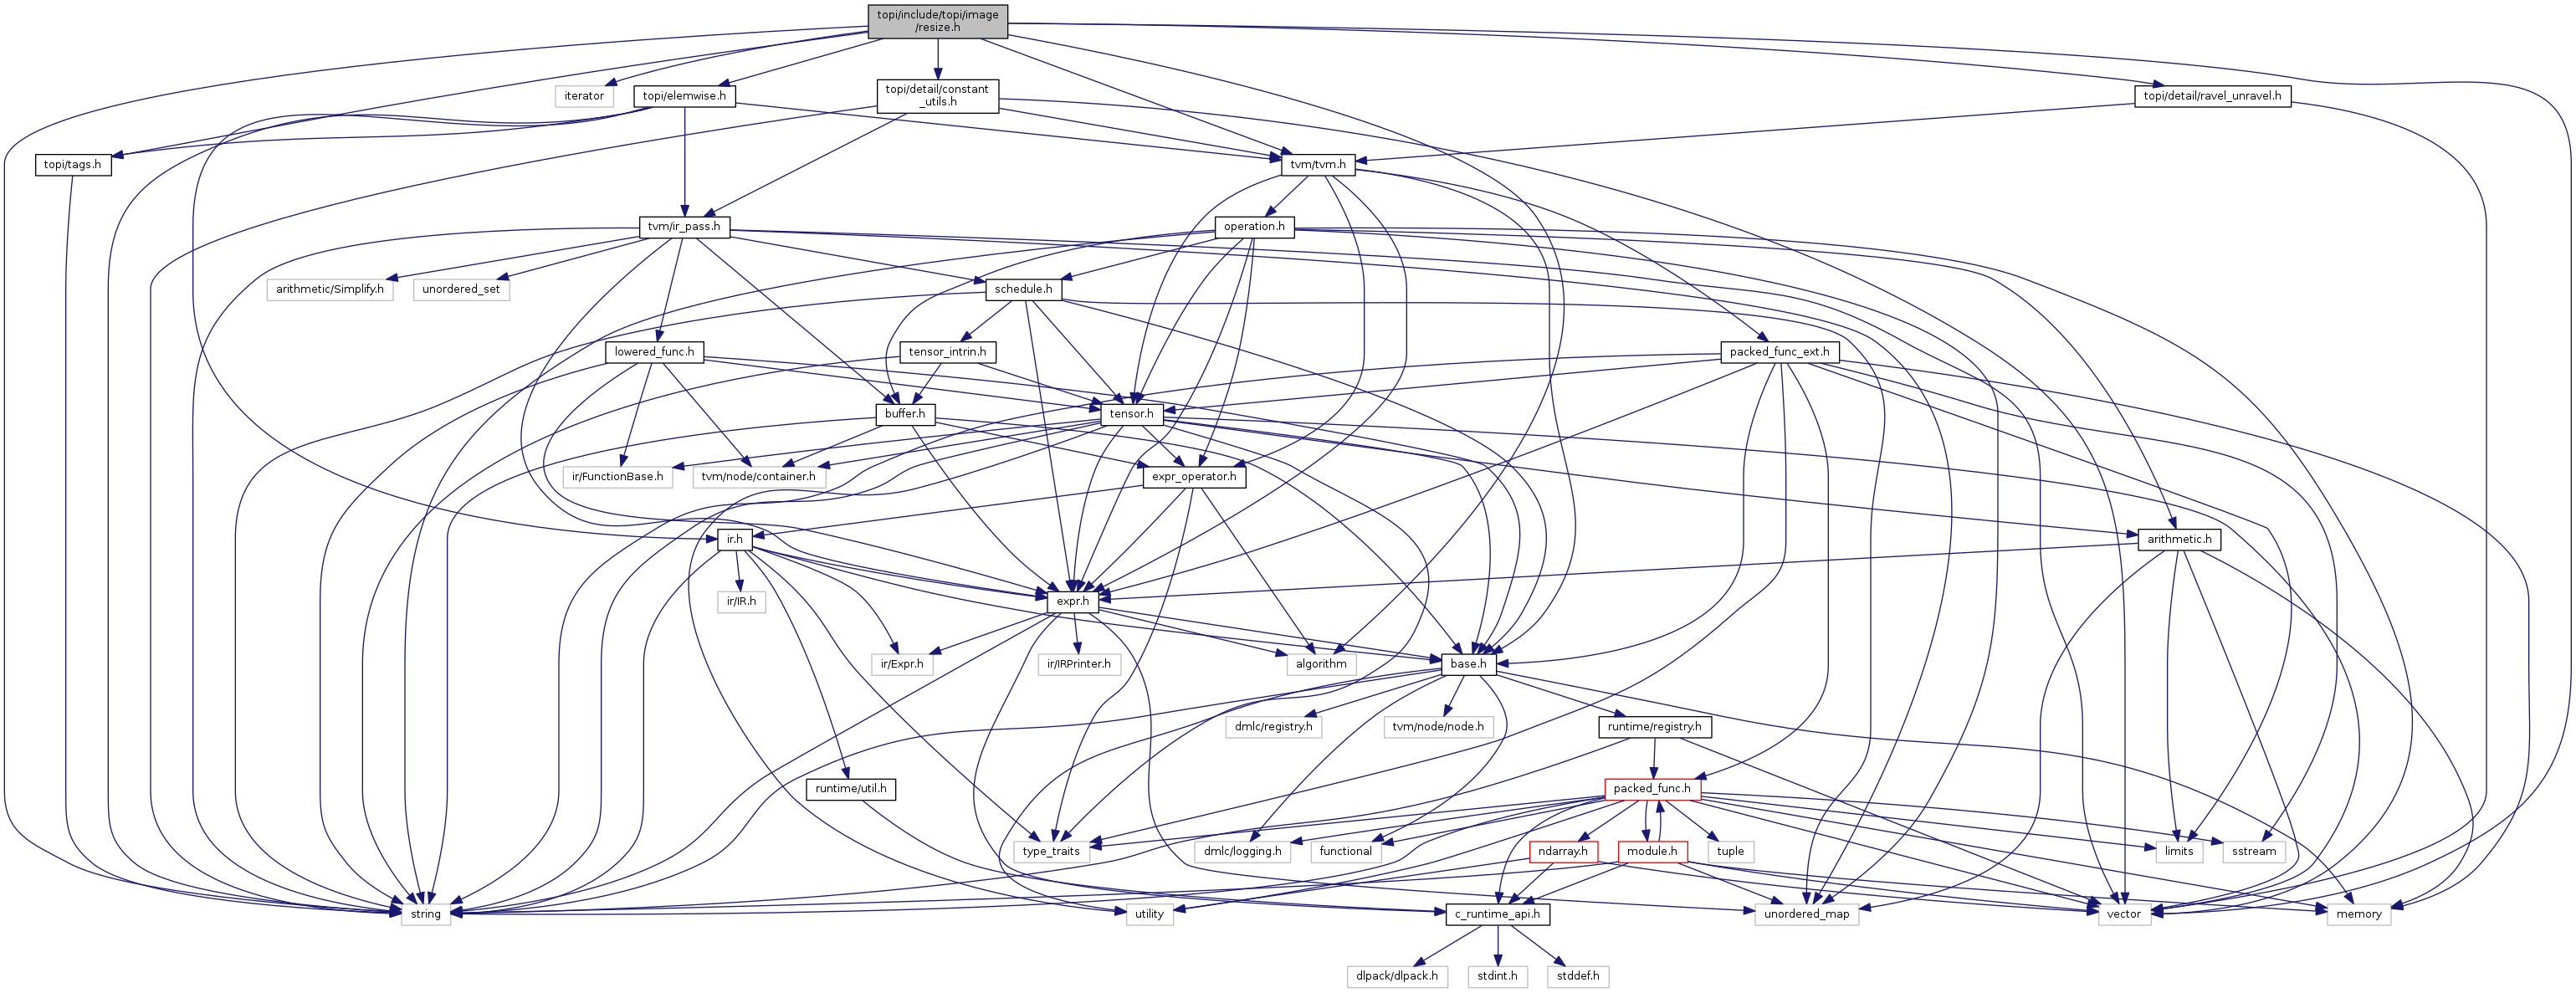 topi/include/topi/image
/resize.h
iterator
topi/elemwise.h
topi/detail/constant
_utils.h
topi/detail/ravel_unravel.h
topi/tags.h
tvm/tvm.h
tvm/ir_pass.h
operation.h
arithmetic/Simplify.h
unordered_set
schedule.h
lowered_func.h
tensor_intrin.h
packed_func_ext.h
buffer.h
tensor.h
ir/FunctionBase.h
tvm/node/container.h
expr_operator.h
ir.h
arithmetic.h
ir/IR.h
expr.h
ir/Expr.h
ir/IRPrinter.h
algorithm
base.h
dmlc/registry.h
tvm/node/node.h
runtime/registry.h
runtime/util.h
packed_func.h
type_traits
dmlc/logging.h
functional
ndarray.h
module.h
tuple
limits
sstream
string
utility
c_runtime_api.h
unordered_map
vector
memory
dlpack/dlpack.h
stdint.h
stddef.h